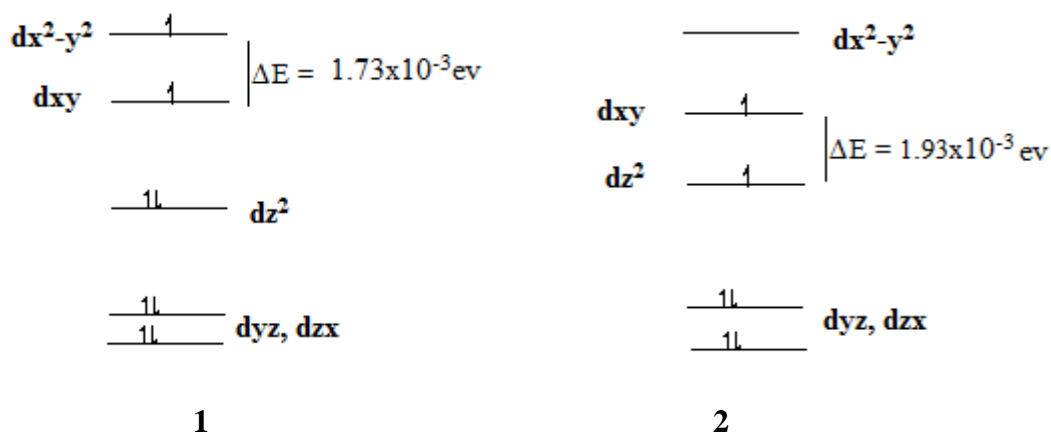 dx²-y²
ΔE = 1.73x10⁻³ev
dxy
dz²
dyz, dzx
1
dx²-y²
dxy
ΔE = 1.93x10⁻³ ev
dz²
dyz, dzx
2